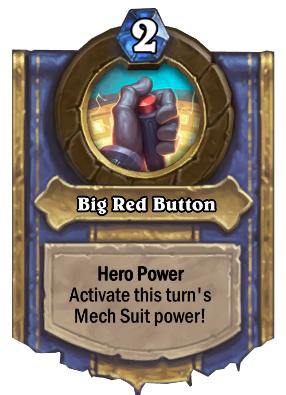 2
Big Red Button
Hero Power
Activate this turn's
Mech Suit power!